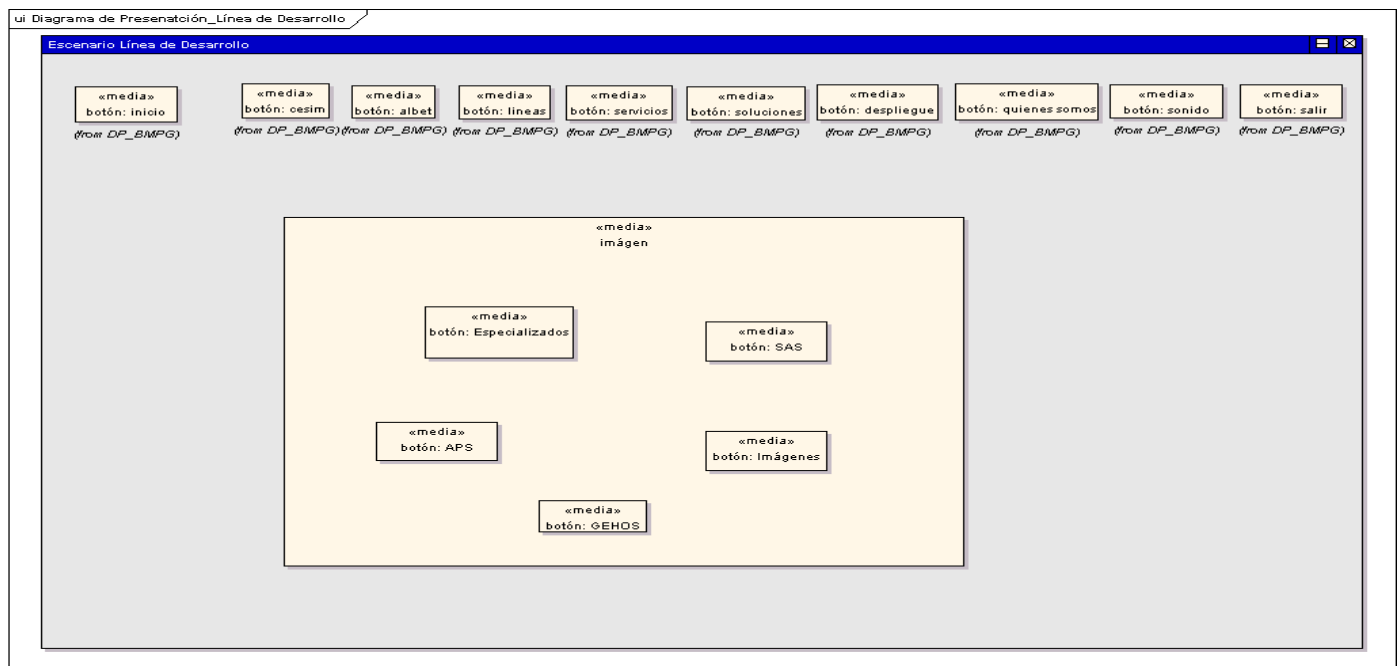 ui Diagrama de Presenatción_Línea de Desarrollo
Escenario Línea de Desarrollo
«media»
botón: inicio
(from DP_BMPG)
«media»
botón: cesim
(from DP_BMPG)
«media»
botón: albet
(from DP_BMPG)
«media»
botón: lineas
(from DP_BMPG)
«media»
botón: servicios
(from DP_BMPG)
«media»
botón: soluciones
(from DP_BMPG)
«media»
botón: despliegue
(from DP_BMPG)
«media»
botón: quienes somos
(from DP_BMPG)
«media»
botón: sonido
(from DP_BMPG)
«media»
botón: salir
(from DP_BMPG)
«media»
imágen
«media»
botón: Especializados
«media»
botón: SAS
«media»
botón: APS
«media»
botón: Imágenes
«media»
botón: GEHOS